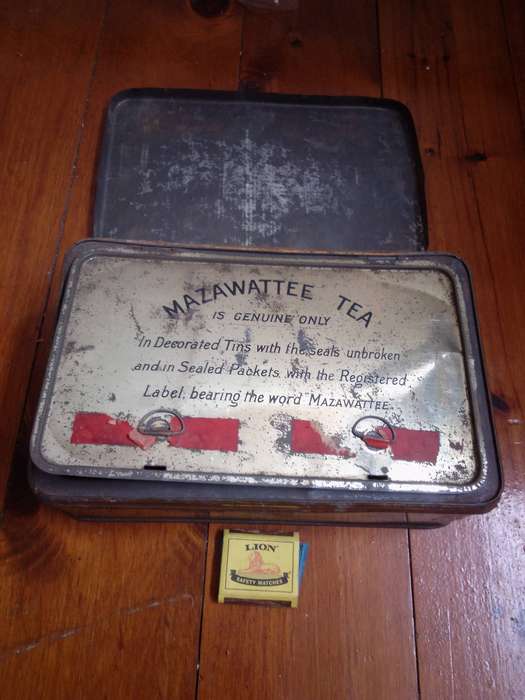 MAZAWATTEE TEA
IS GENUINE ONLY
In Decorated Tins with the seals unbroken
and in Sealed Packets with the Registered
Label, bearing the word "MAZAWATTEE.
LION
SAFETY MATCHES